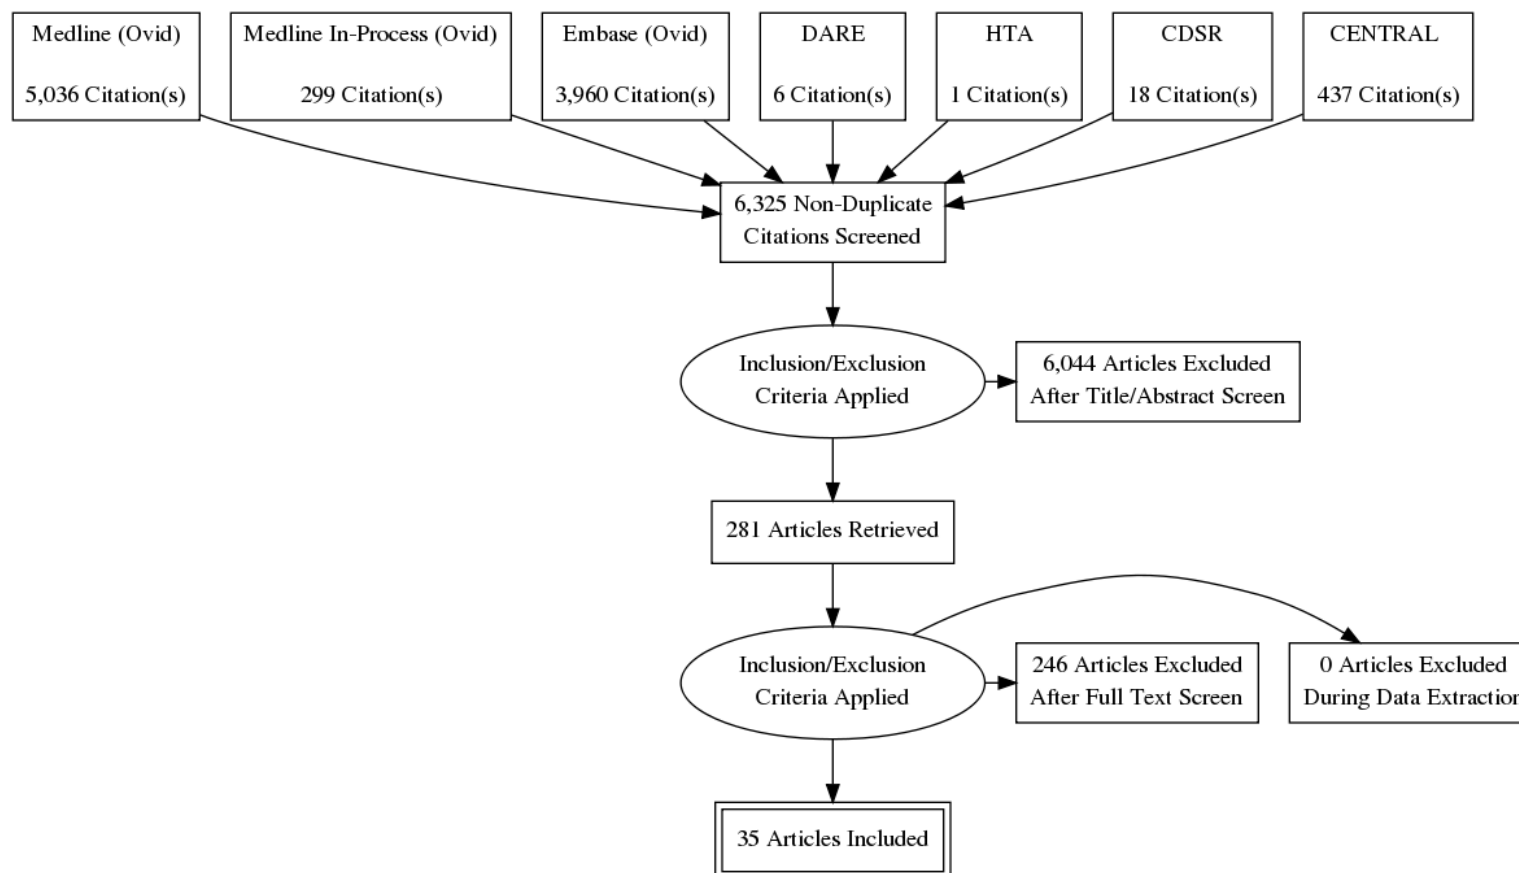 Medline (Ovid)
5,036 Citation(s)
Medline In-Process (Ovid)
299 Citation(s)
Embase (Ovid)
3,960 Citation(s)
DARE
6 Citation(s)
HTA
1 Citation(s)
CDSR
18 Citation(s)
CENTRAL
437 Citation(s)
6,325 Non-Duplicate
Citations Screened
Inclusion/Exclusion
Criteria Applied
6,044 Articles Excluded
After Title/Abstract Screen
281 Articles Retrieved
Inclusion/Exclusion
Criteria Applied
246 Articles Excluded
After Full Text Screen
0 Articles Excluded
During Data Extraction
35 Articles Included